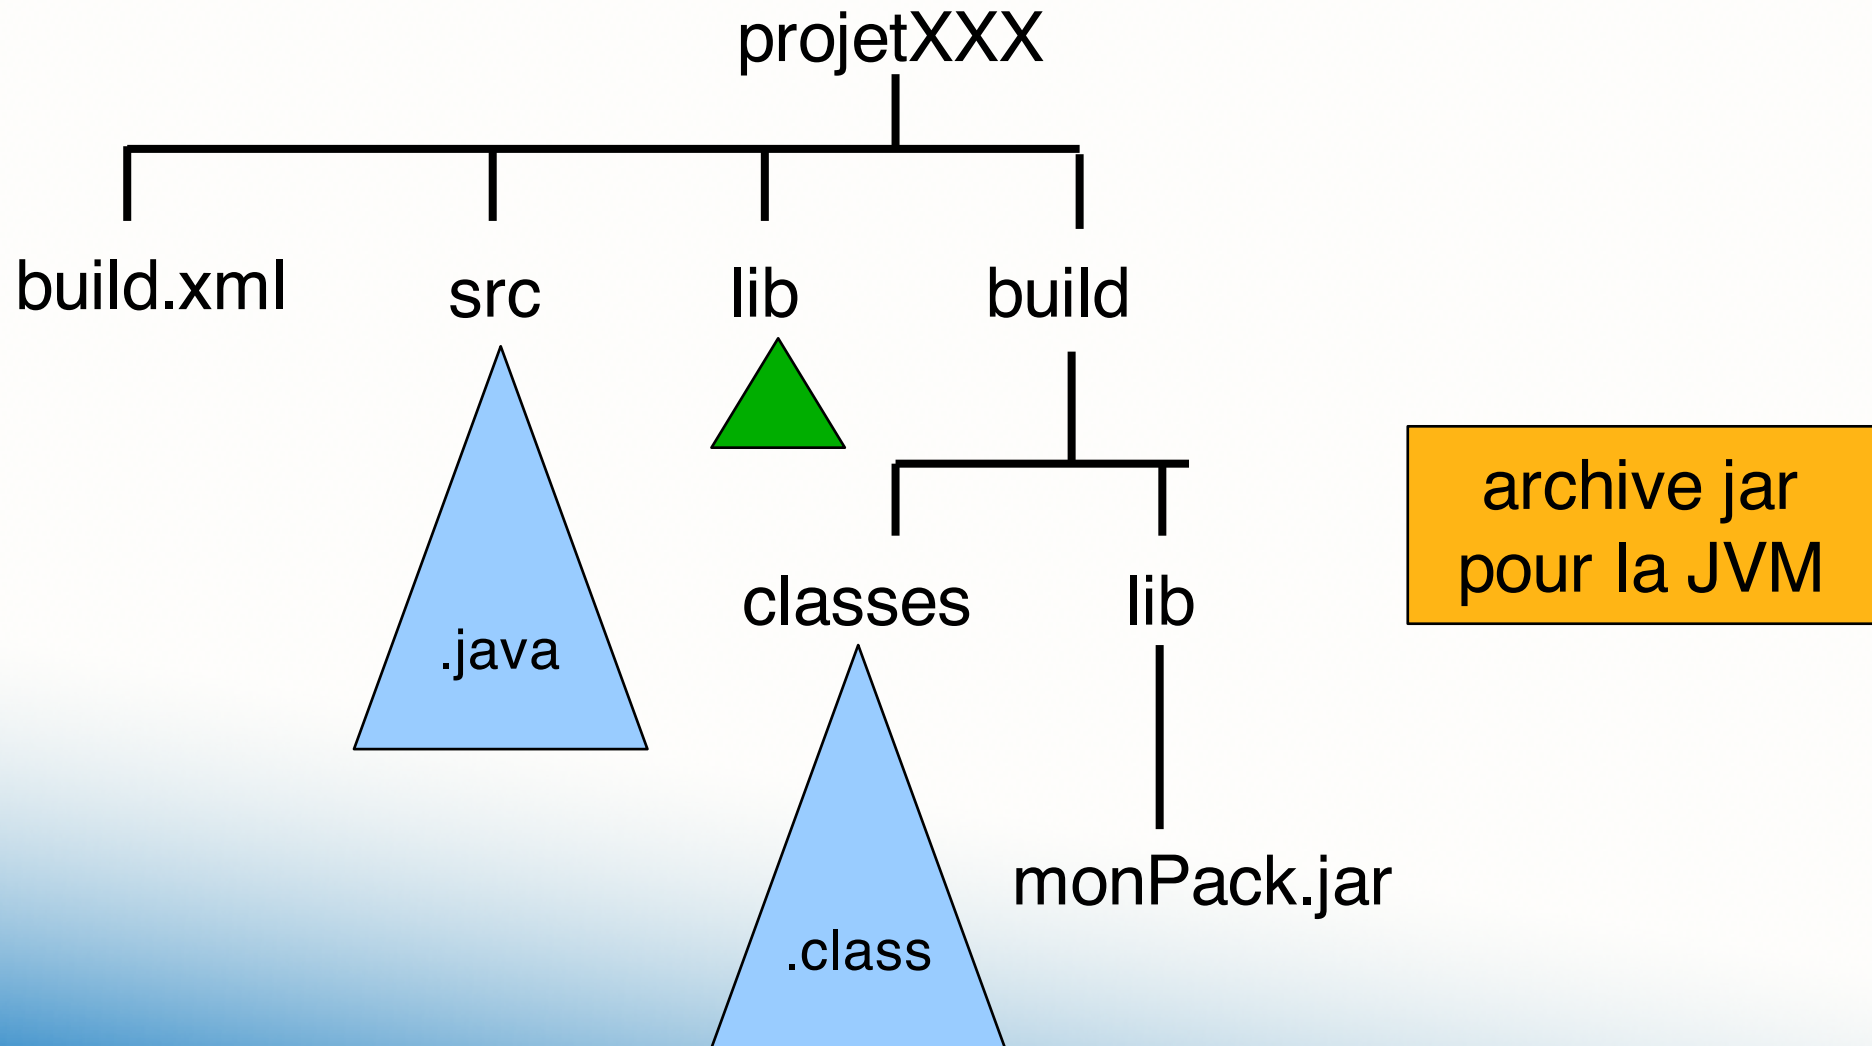 projetXXX
build.xml
src
lib
build
archive jar
pour la JVM
classes
lib
.java
monPack.jar
.class